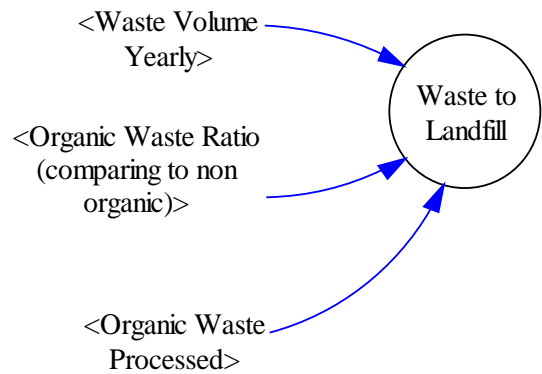 <Waste Volume
Yearly>
Waste to
Landfill
<Organic Waste Ratio
(comparing to non
organic)>
<Organic Waste
Processed>